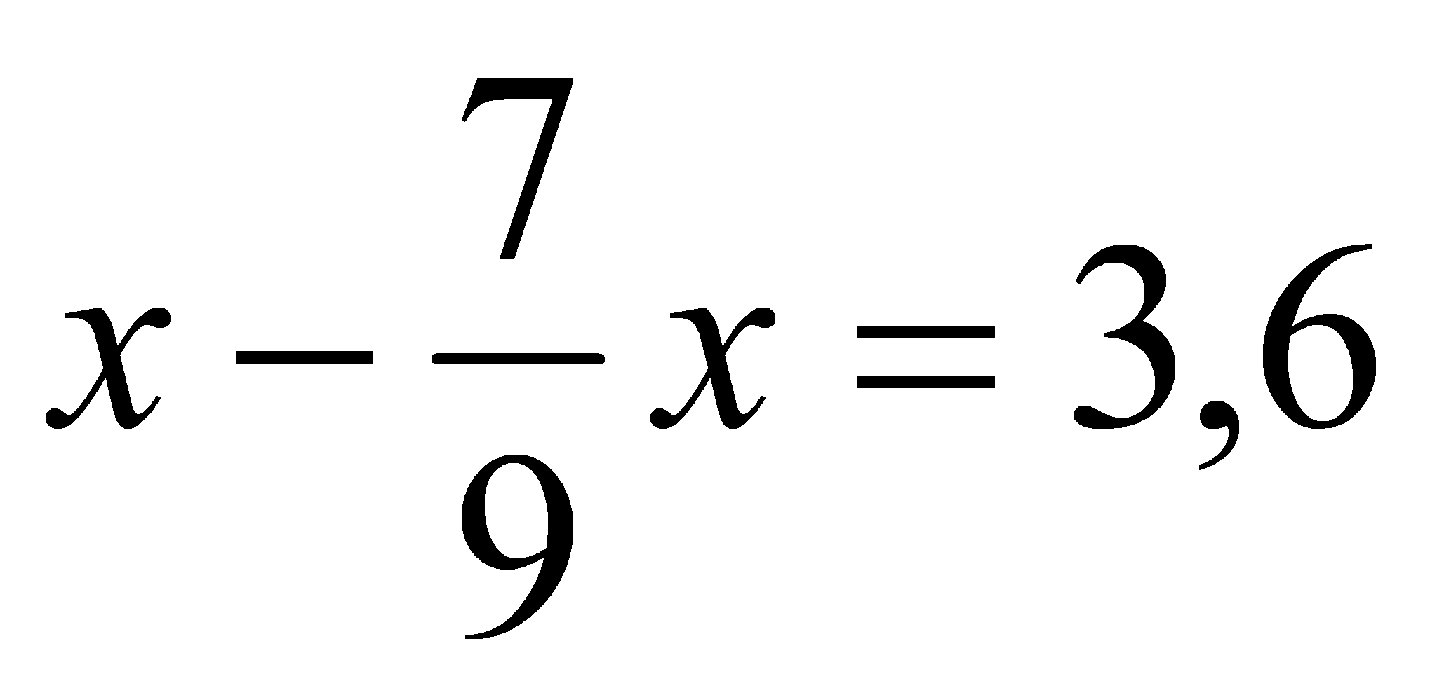 x − 7/9 x = 3,6